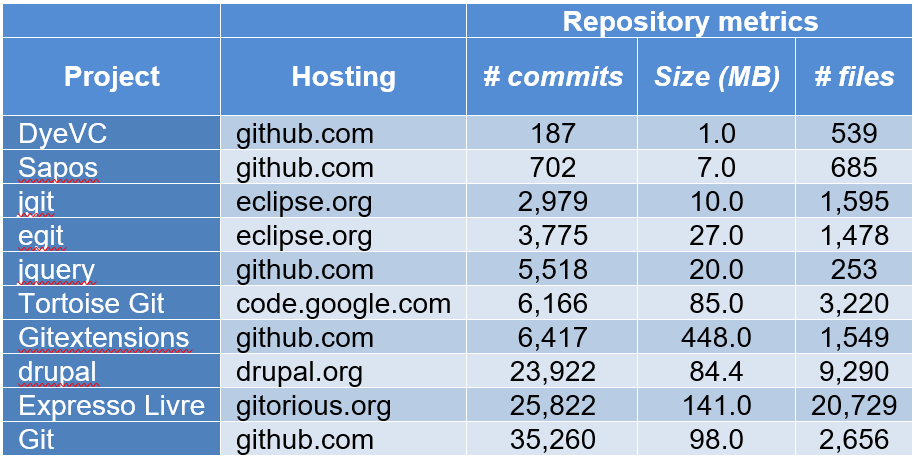 Repository metrics
Project Hosting # commits Size (MB) # files
DyeVC github.com 187 1.0 539
Sapos github.com 702 7.0 685
jgit eclipse.org 2,979 10.0 1,595
egit eclipse.org 3,775 27.0 1,478
jquery github.com 5,518 20.0 253
Tortoise Git code.google.com 6,166 85.0 3,220
Gitextensions github.com 6,417 448.0 1,549
drupal drupal.org 23,922 84.4 9,290
Expresso Livre gitorious.org 25,822 141.0 20,729
Git github.com 35,260 98.0 2,656